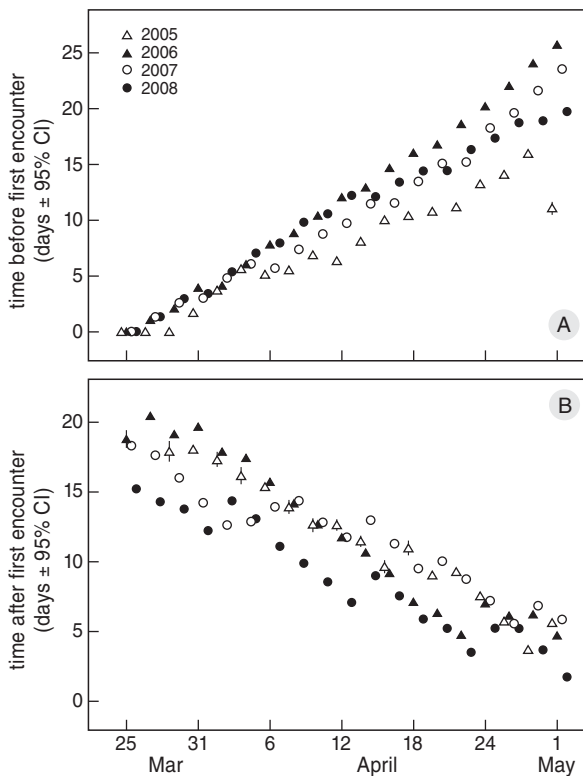 25
20
15
10
5
0
time before first encounter
(days ± 95% CI)
2005
2006
2007
2008
A
20
15
10
5
0
time after first encounter
(days ± 95% CI)
B
25 31 6 12 18 24 1
Mar April May